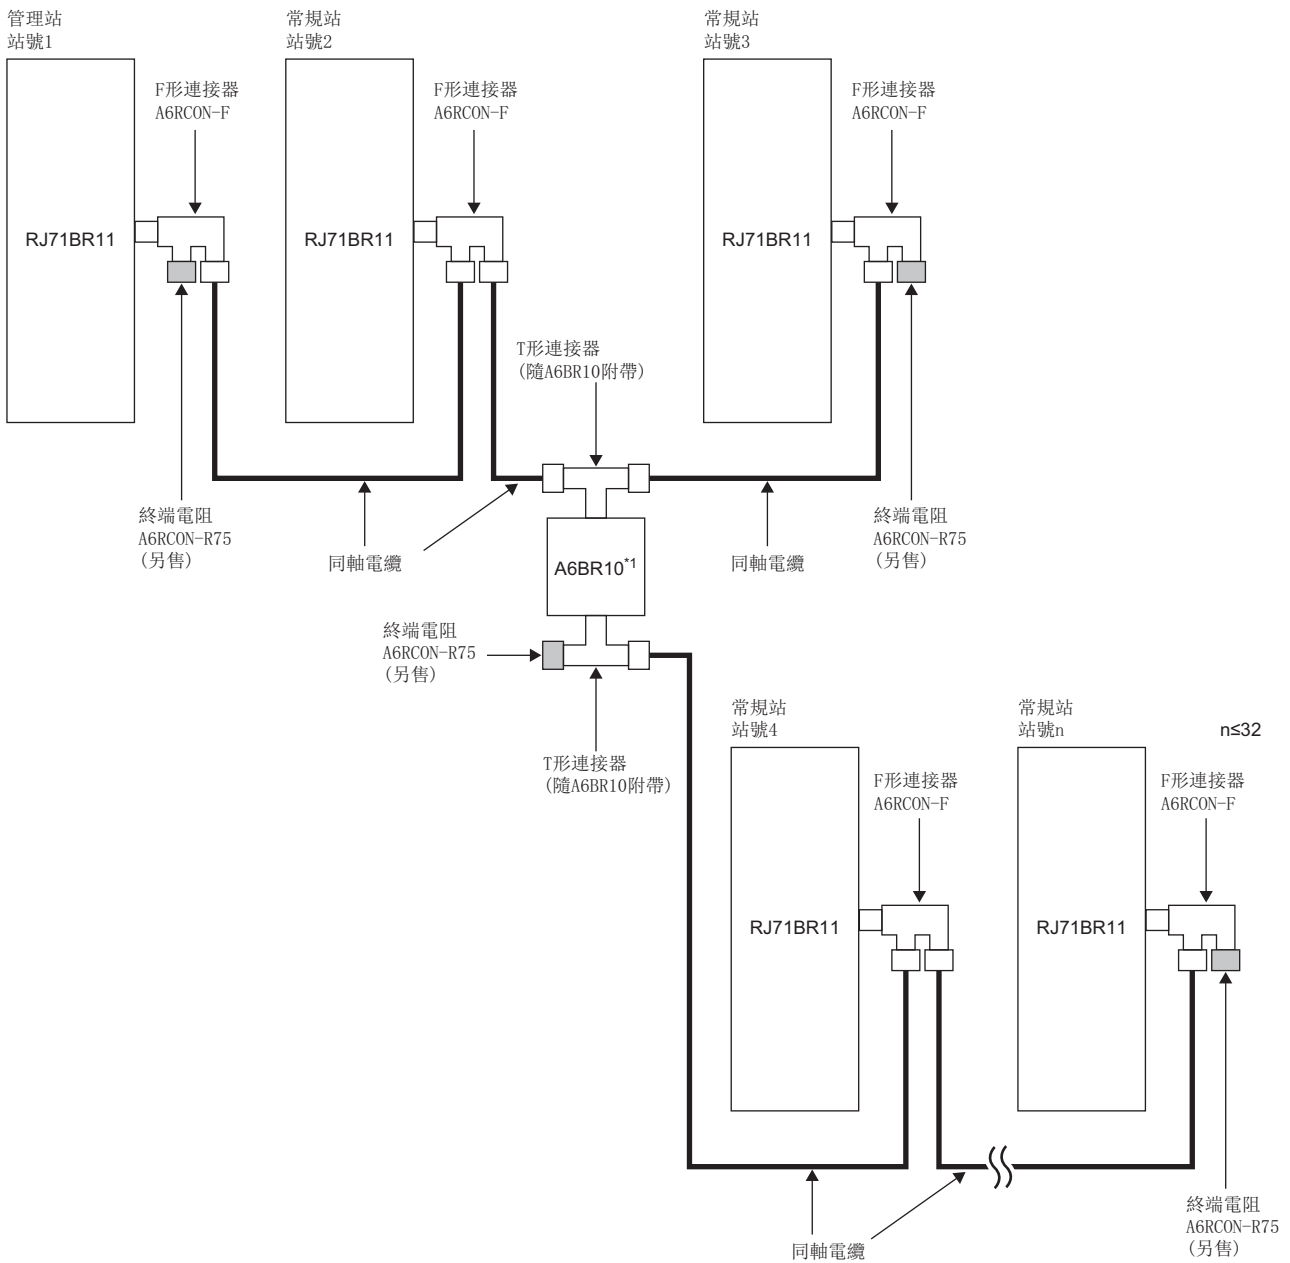 管理站
站號1
常規站
站號2
常規站
站號3
F形連接器
A6RCON-F
F形連接器
A6RCON-F
F形連接器
A6RCON-F
RJ71BR11
RJ71BR11
RJ71BR11
T形連接器
(隨A6BR10附帶)
終端電阻
A6RCON-R75
(另售)
同軸電纜
A6BR10*1
同軸電纜
終端電阻
A6RCON-R75
(另售)
終端電阻
A6RCON-R75
(另售)
T形連接器
(隨A6BR10附帶)
常規站
站號4
常規站
站號n
n≤32
F形連接器
A6RCON-F
F形連接器
A6RCON-F
RJ71BR11
RJ71BR11
同軸電纜
終端電阻
A6RCON-R75
(另售)